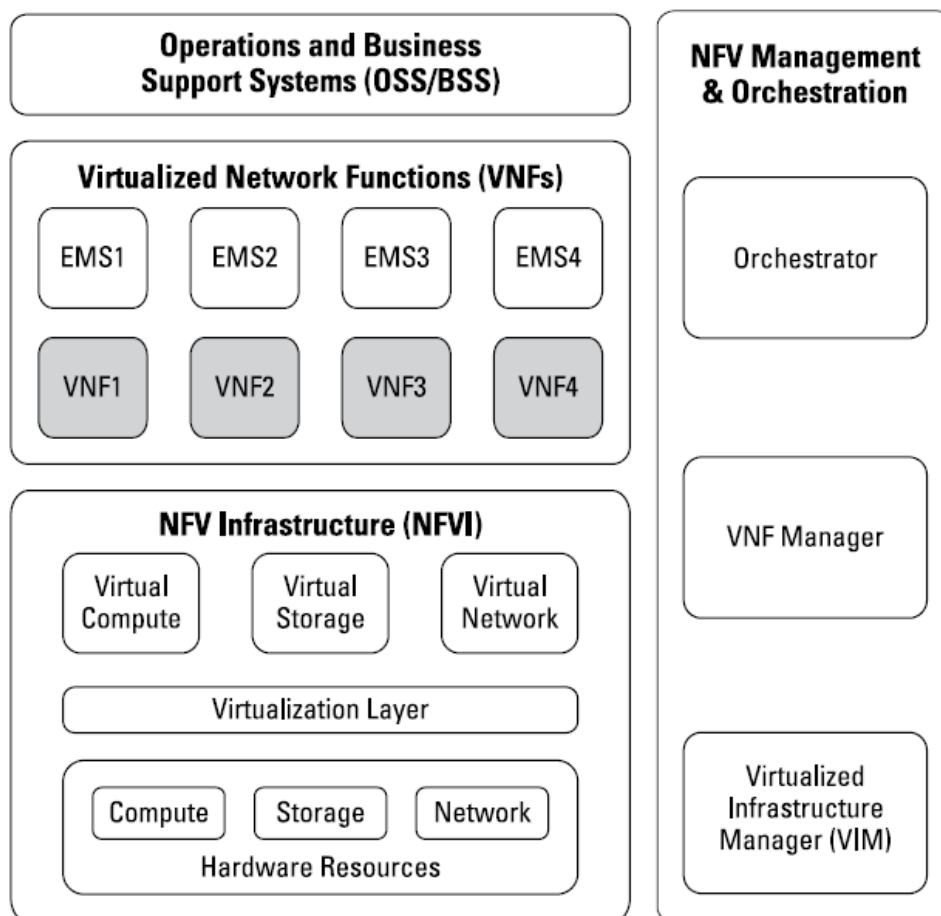 Operations and Business
Support Systems (OSS/BSS)
Virtualized Network Functions (VNFs)
EMS1
EMS2
EMS3
EMS4
VNF1
VNF2
VNF3
VNF4
NFV Infrastructure (NFVI)
Virtual
Compute
Virtual
Storage
Virtual
Network
Virtualization Layer
Compute
Storage
Network
Hardware Resources
NFV Management
& Orchestration
Orchestrator
VNF Manager
Virtualized
Infrastructure
Manager (VIM)